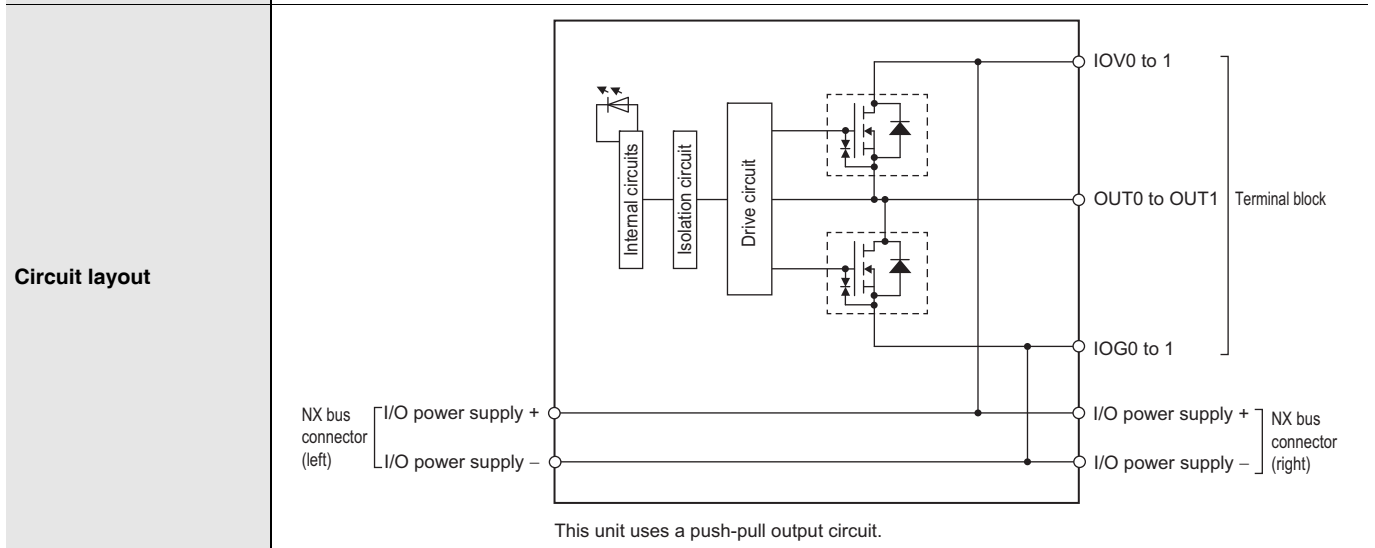 Circuit layout
Internal circuits
Isolation circuit
Drive circuit
IOV0 to 1
OUT0 to OUT1
Terminal block
IOG0 to 1
NX bus
connector
(left)
I/O power supply +
I/O power supply −
I/O power supply +
I/O power supply −
NX bus
connector
(right)
This unit uses a push-pull output circuit.